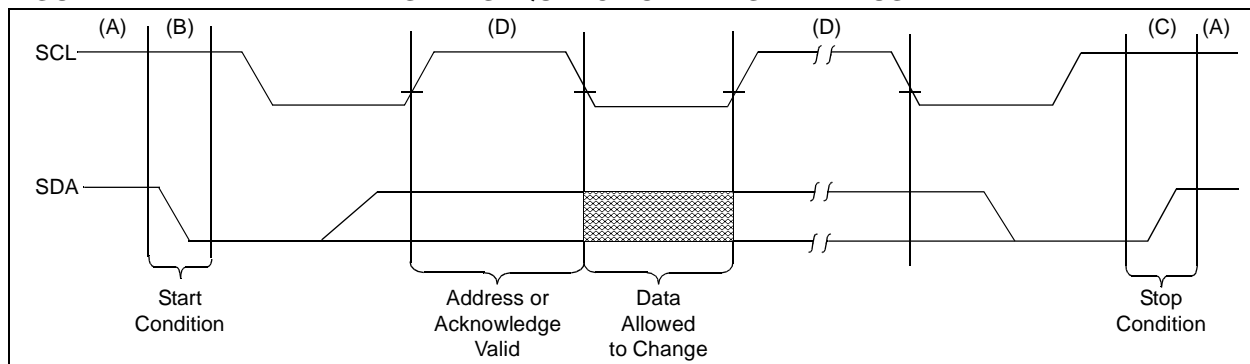 (A) (B) (D) (D) (C) (A)
SCL
SDA
Start
Condition
Address or
Acknowledge
Valid
Data
Allowed
to Change
Stop
Condition